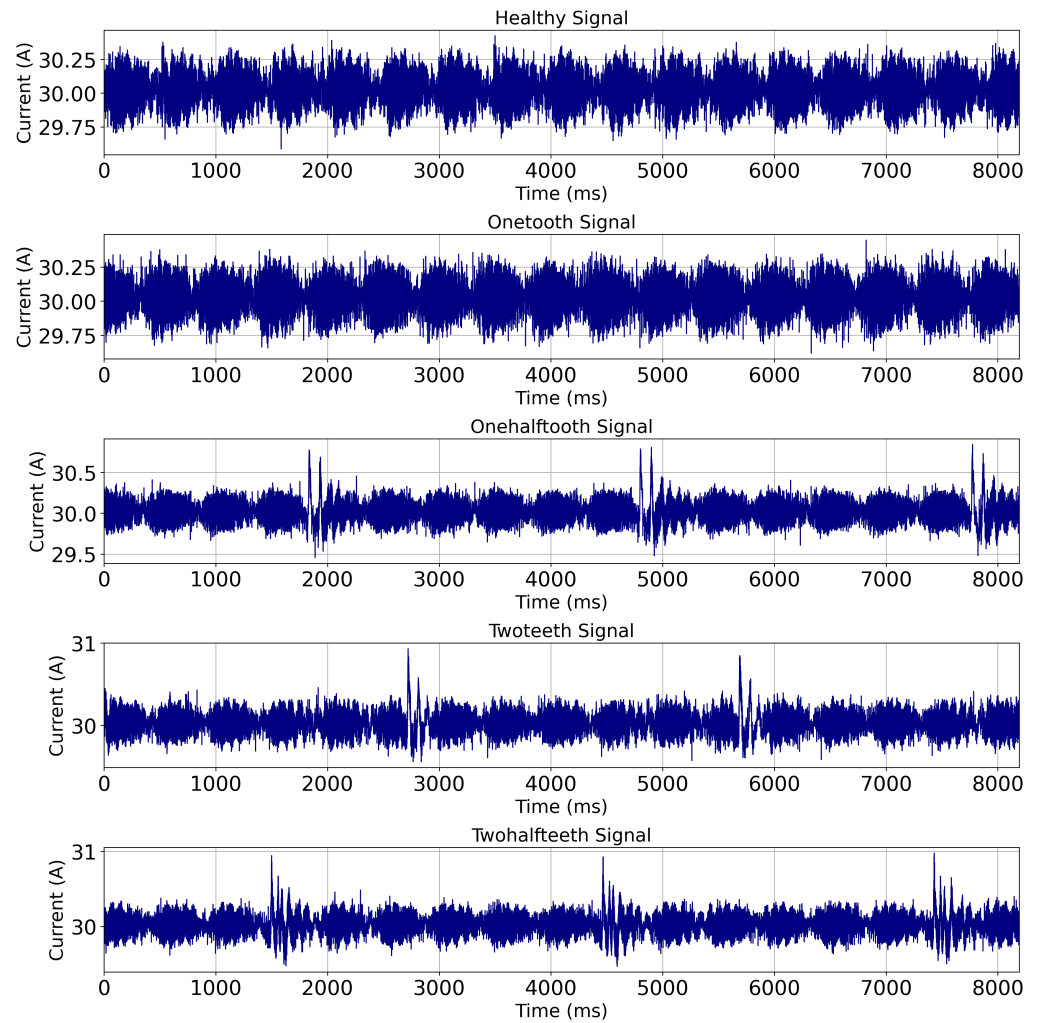 Healthy Signal
Current (A)
30.25
30.00
29.75
0 1000 2000 3000 4000 5000 6000 7000 8000
Time (ms)
Onetooth Signal
Current (A)
30.25
30.00
29.75
0 1000 2000 3000 4000 5000 6000 7000 8000
Time (ms)
Onehalftooth Signal
Current (A)
30.5
30.0
29.5
0 1000 2000 3000 4000 5000 6000 7000 8000
Time (ms)
Twoteeth Signal
Current (A)
31
30
0 1000 2000 3000 4000 5000 6000 7000 8000
Time (ms)
Twohalfteeth Signal
Current (A)
31
30
0 1000 2000 3000 4000 5000 6000 7000 8000
Time (ms)